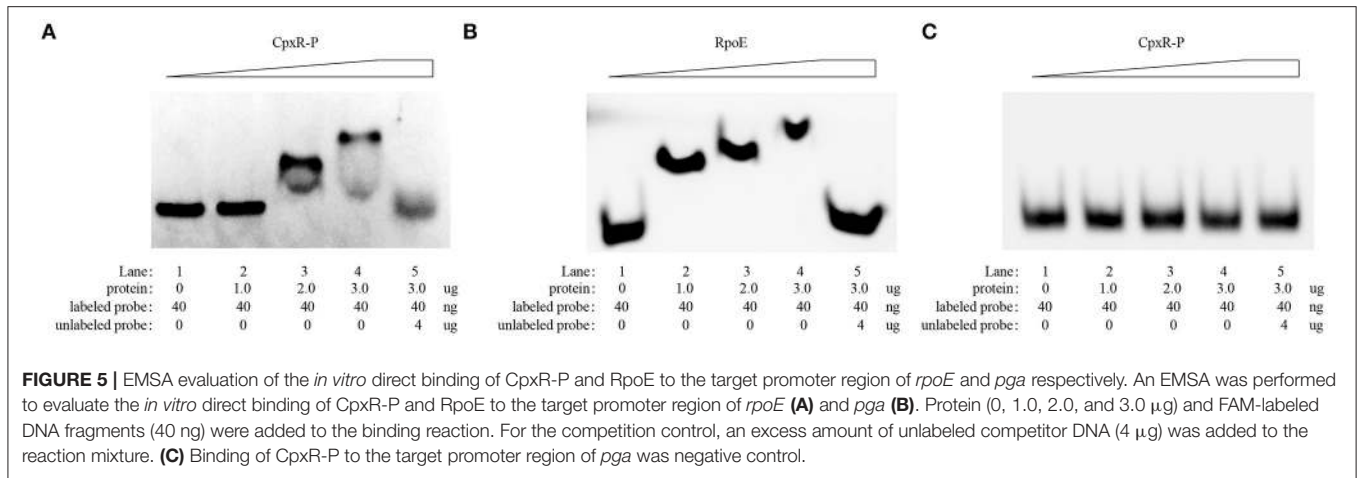 A B C
CpxR-P RpoE CpxR-P
Lane: 1 2 3 4 5 Lane: 1 2 3 4 5 Lane: 1 2 3 4 5
protein: 0 1.0 2.0 3.0 3.0 ug protein: 0 1.0 2.0 3.0 3.0 ug protein: 0 1.0 2.0 3.0 3.0 ug
labeled probe: 40 40 40 40 40 ng labeled probe: 40 40 40 40 40 ng labeled probe: 40 40 40 40 40 ng
unlabeled probe: 0 0 0 0 4 ug unlabeled probe: 0 0 0 0 4 ug unlabeled probe: 0 0 0 0 4 ug
FIGURE 5 | EMSA evaluation of the in vitro direct binding of CpxR-P and RpoE to the target promoter region of rpoE and pga respectively. An EMSA was performed
to evaluate the in vitro direct binding of CpxR-P and RpoE to the target promoter region of rpoE (A) and pga (B). Protein (0, 1.0, 2.0, and 3.0 μg) and FAM-labeled
DNA fragments (40 ng) were added to the binding reaction. For the competition control, an excess amount of unlabeled competitor DNA (4 μg) was added to the
reaction mixture. (C) Binding of CpxR-P to the target promoter region of pga was negative control.